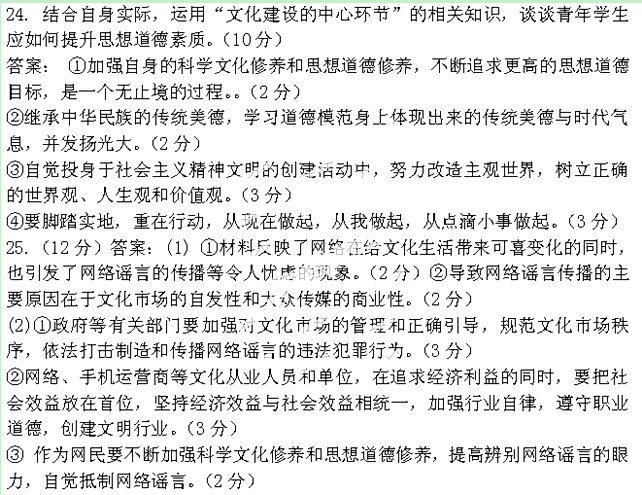 24. 结合自身实际，运用“文化建设的中心环节”的相关知识，谈谈青年学生
应如何提升思想道德素质。（10分）
答案： ①加强自身的科学文化修养和思想道德修养，不断追求更高的思想道德
目标，是一个无止境的过程。。（2分）
②继承中华民族的传统美德，学习道德模范身上体现出来的传统美德与时代气
息，并发扬光大。（2分）
③自觉投身于社会主义精神文明的创建活动中，努力改造主观世界，树立正确
的世界观、人生观和价值观。（3分）
④要脚踏实地，重在行动，从现在做起，从我做起，从点滴小事做起。（3分）
25.（12分）答案：(1) ①材料反映了网络在给文化生活带来可喜变化的同时，
也引发了网络谣言的传播等令人忧虑的现象。（2分）②导致网络谣言传播的主
要原因在于文化市场的自发性和大众传媒的商业性。（2分）
(2)①政府等有关部门要加强对文化市场的管理和正确引导，规范文化市场秩
序，依法打击制造和传播网络谣言的违法犯罪行为。（3分）
②网络、手机运营商等文化从业人员和单位，在追求经济利益的同时，要把社
会效益放在首位，坚持经济效益与社会效益相统一，加强行业自律，遵守职业
道德，创建文明行业。（3分）
③ 作为网民要不断加强科学文化修养和思想道德修养，提高辨别网络谣言的眼
力，自觉抵制网络谣言。（2分）